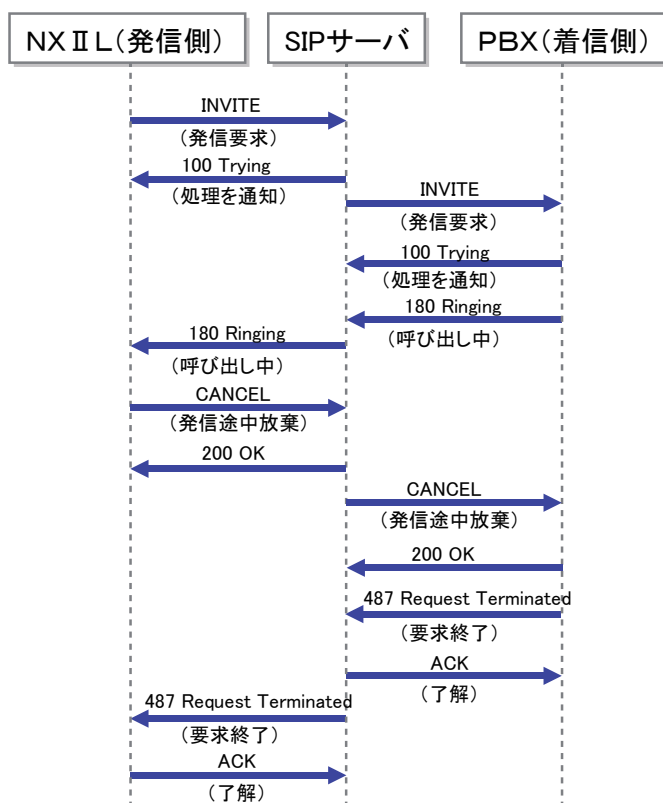 NXⅡL（発信側）
SIPサーバ
PBX（着信側）
INVITE
（発信要求）
100 Trying
（処理を通知）
INVITE
（発信要求）
100 Trying
（処理を通知）
180 Ringing
（呼び出し中）
180 Ringing
（呼び出し中）
CANCEL
（発信途中放棄）
200 OK
CANCEL
（発信途中放棄）
200 OK
487 Request Terminated
（要求終了）
ACK
（了解）
487 Request Terminated
（要求終了）
ACK
（了解）